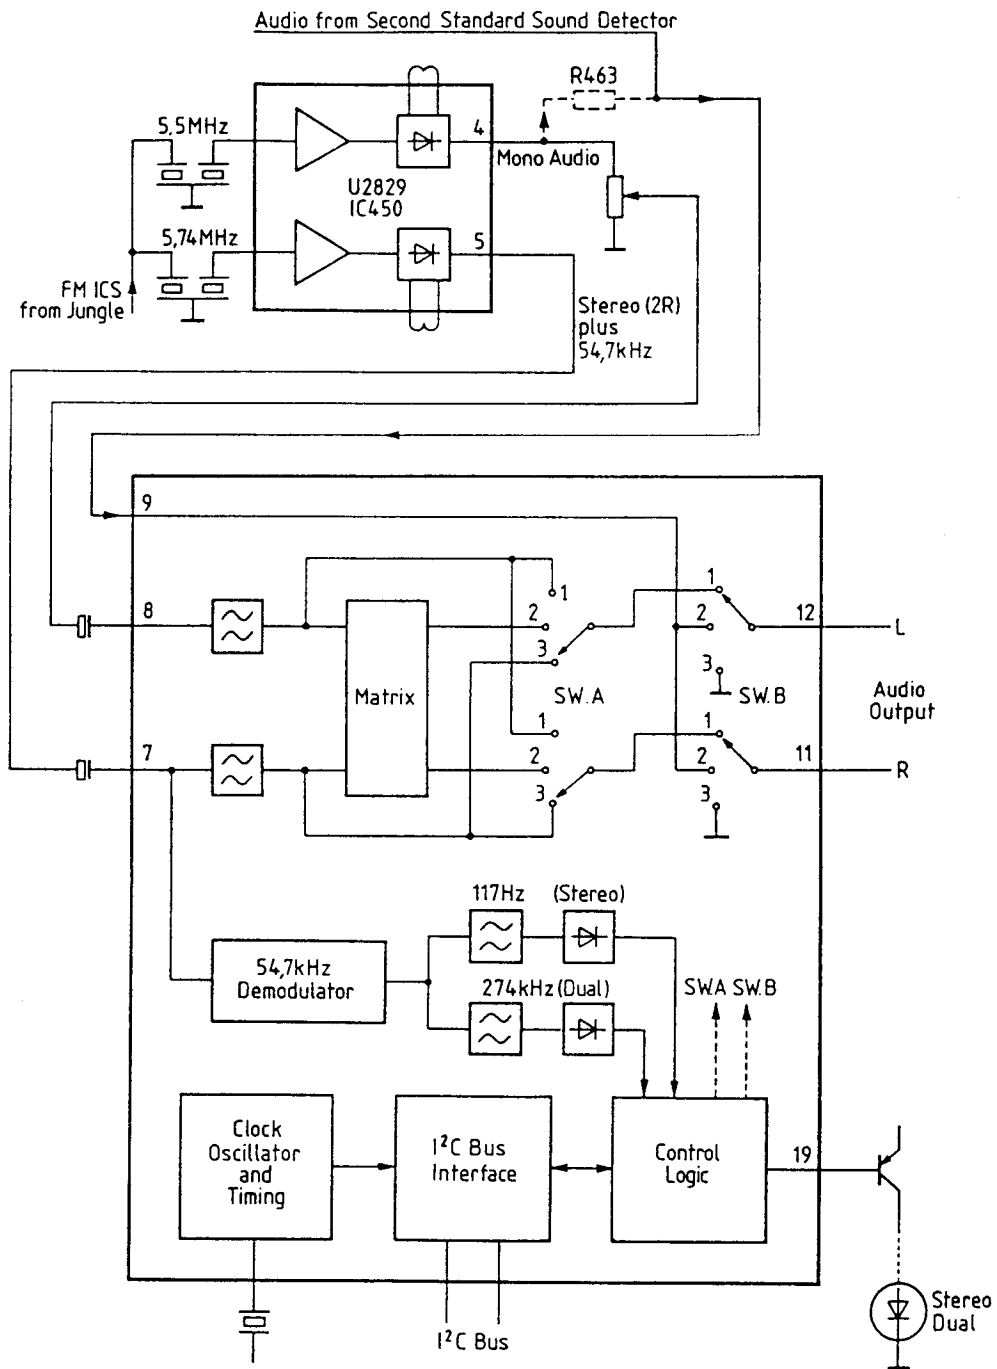 Audio from Second Standard Sound Detector
R463
5,5MHz
4
Mono Audio
U2829
IC450
5,74MHz
5
FM ICS
from Jungle
Stereo (2R)
plus
54,7kHz
9
8
1
2
3
1
2
3
12
L
Matrix
SW.A
SW.B
Audio
Output
7
1
2
3
1
2
3
11
R
117Hz
(Stereo)
54,7kHz
Demodulator
274kHz (Dual)
SW.A SW.B
Clock
Oscillator
and
Timing
I²C Bus
Interface
Control
Logic
19
I²C Bus
Stereo
Dual